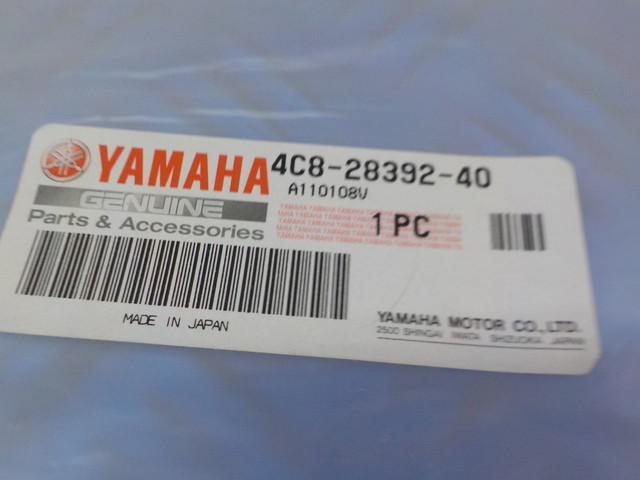 YAMAHA
4C8-28392-40
A110108V
GENUINE
Parts & Accessories
1 PC
MADE IN JAPAN
YAMAHA MOTOR CO.,LTD.
2500 SHINGAI IWATA SHIZUOKA JAPAN